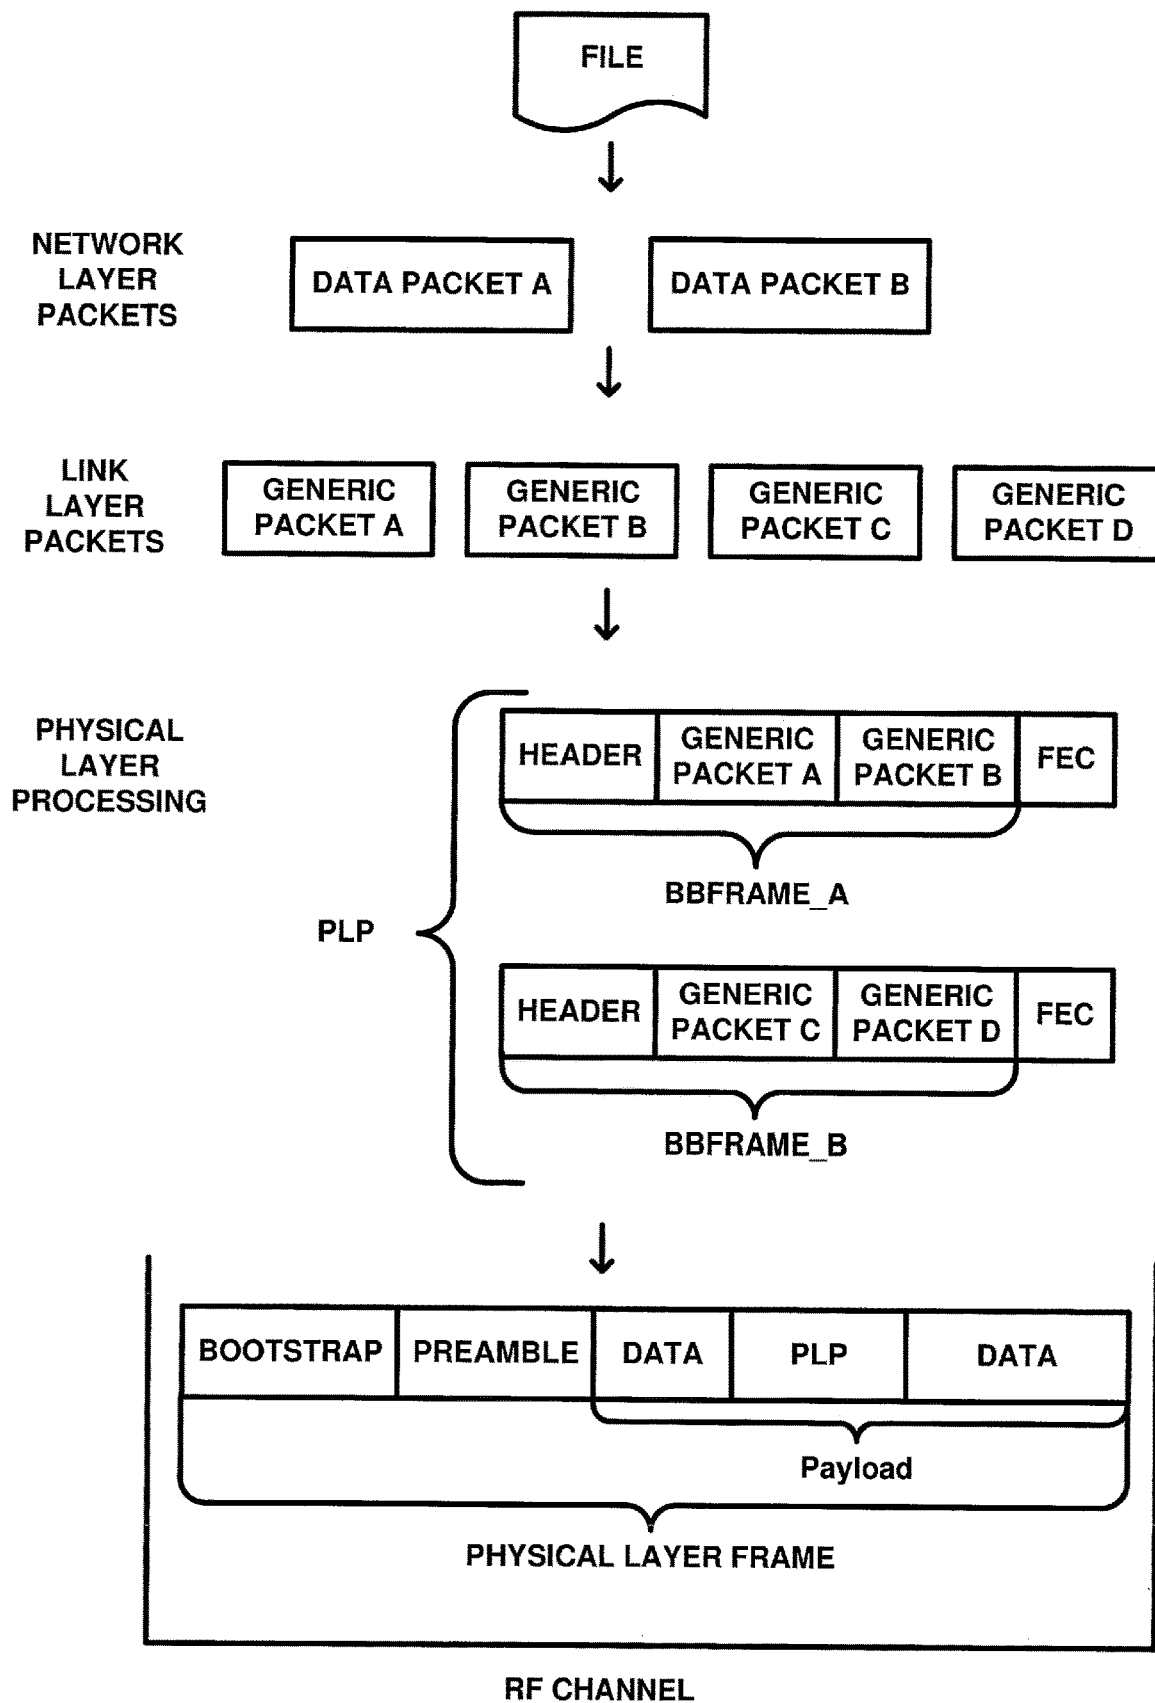 FILE
NETWORK
LAYER
PACKETS
DATA PACKET A
DATA PACKET B
LINK
LAYER
PACKETS
GENERIC
PACKET A
GENERIC
PACKET B
GENERIC
PACKET C
GENERIC
PACKET D
PHYSICAL
LAYER
PROCESSING
HEADER
GENERIC
PACKET A
GENERIC
PACKET B
FEC
BBFRAME_A
PLP
HEADER
GENERIC
PACKET C
GENERIC
PACKET D
FEC
BBFRAME_B
BOOTSTRAP
PREAMBLE
DATA
PLP
DATA
Payload
PHYSICAL LAYER FRAME
RF CHANNEL